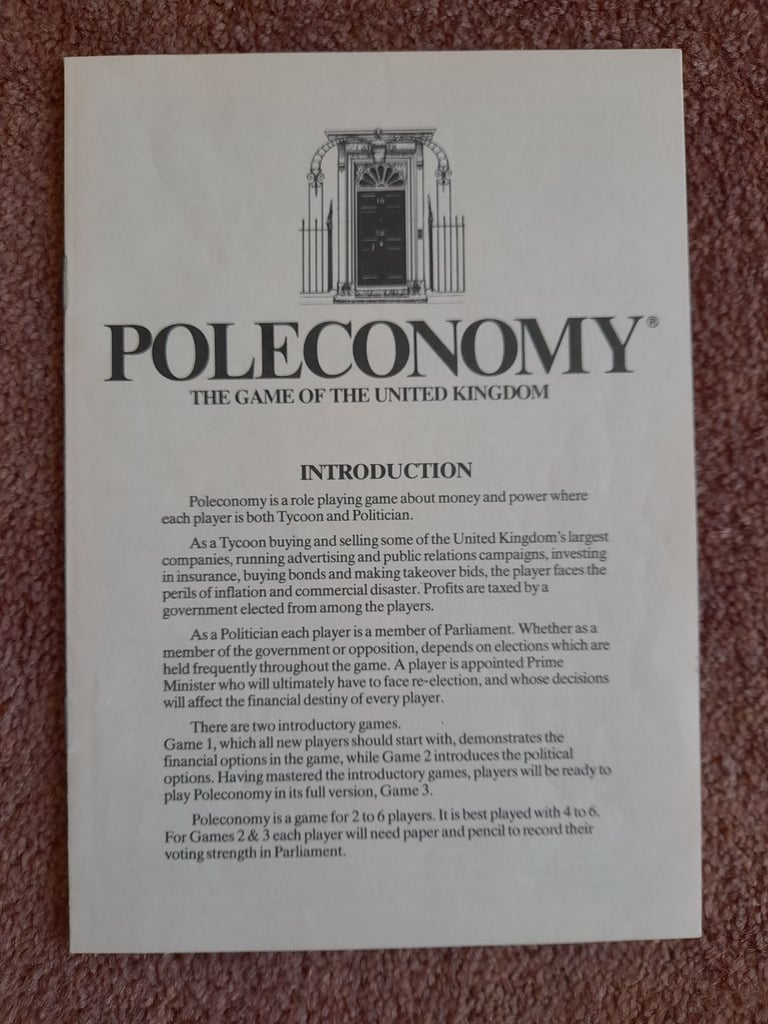 10
POLECONOMY®
THE GAME OF THE UNITED KINGDOM
INTRODUCTION
Poleconomy is a role playing game about money and power where
each player is both Tycoon and Politician.
As a Tycoon buying and selling some of the United Kingdom's largest
companies, running advertising and public relations campaigns, investing
in insurance, buying bonds and making takeover bids, the player faces the
perils of inflation and commercial disaster. Profits are taxed by a
government elected from among the players.
As a Politician each player is a member of Parliament. Whether as a
member of the government or opposition, depends on elections which are
held frequently throughout the game. A player is appointed Prime
Minister who will ultimately have to face re-election, and whose decisions
will affect the financial destiny of every player.
There are two introductory games.
Game 1, which all new players should start with, demonstrates the
financial options in the game, while Game 2 introduces the political
options. Having mastered the introductory games, players will be ready to
play Poleconomy in its full version, Game 3.
Poleconomy is a game for 2 to 6 players. It is best played with 4 to 6.
For Games 2 & 3 each player will need paper and pencil to record their
voting strength in Parliament.